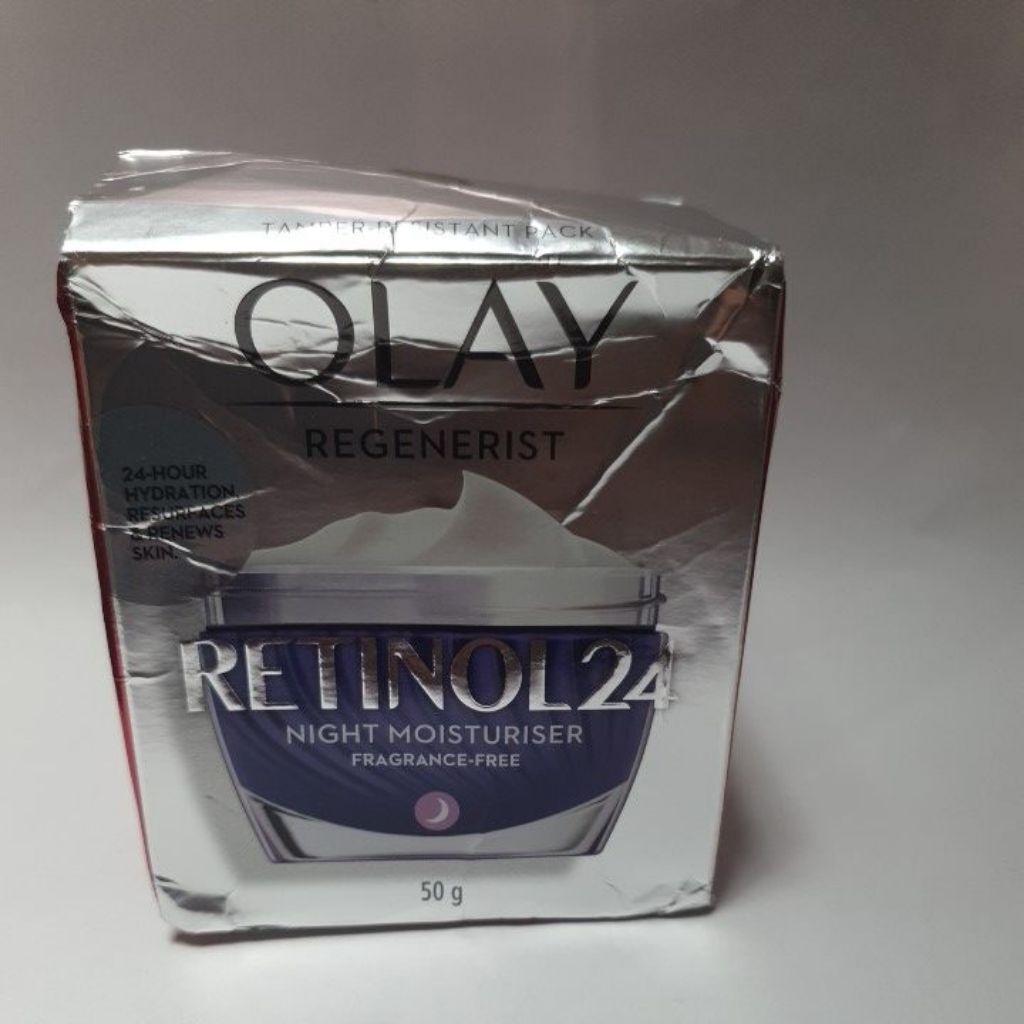 TAMPER-RESISTANT PACK
OLAY
REGENERIST
24-HOUR
HYDRATION.
RESURFACES
& RENEWS
SKIN.
RETINOL24
NIGHT MOISTURISER
FRAGRANCE-FREE
50 g